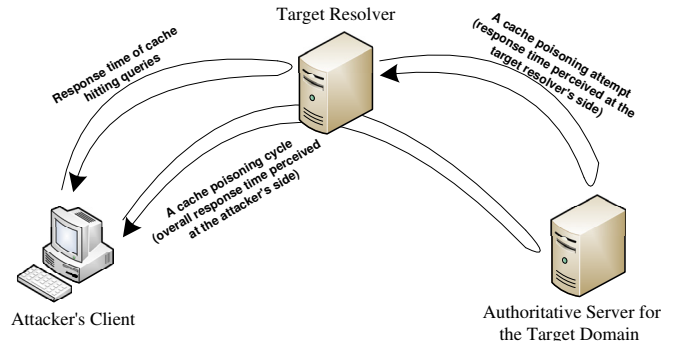 Target Resolver
Response time of cache
hitting queries
A cache poisoning attempt
(response time perceived at the
target resolver's side)
A cache poisoning cycle
(overall response time perceived
at the attacker's side)
Attacker's Client
Authoritative Server for
the Target Domain